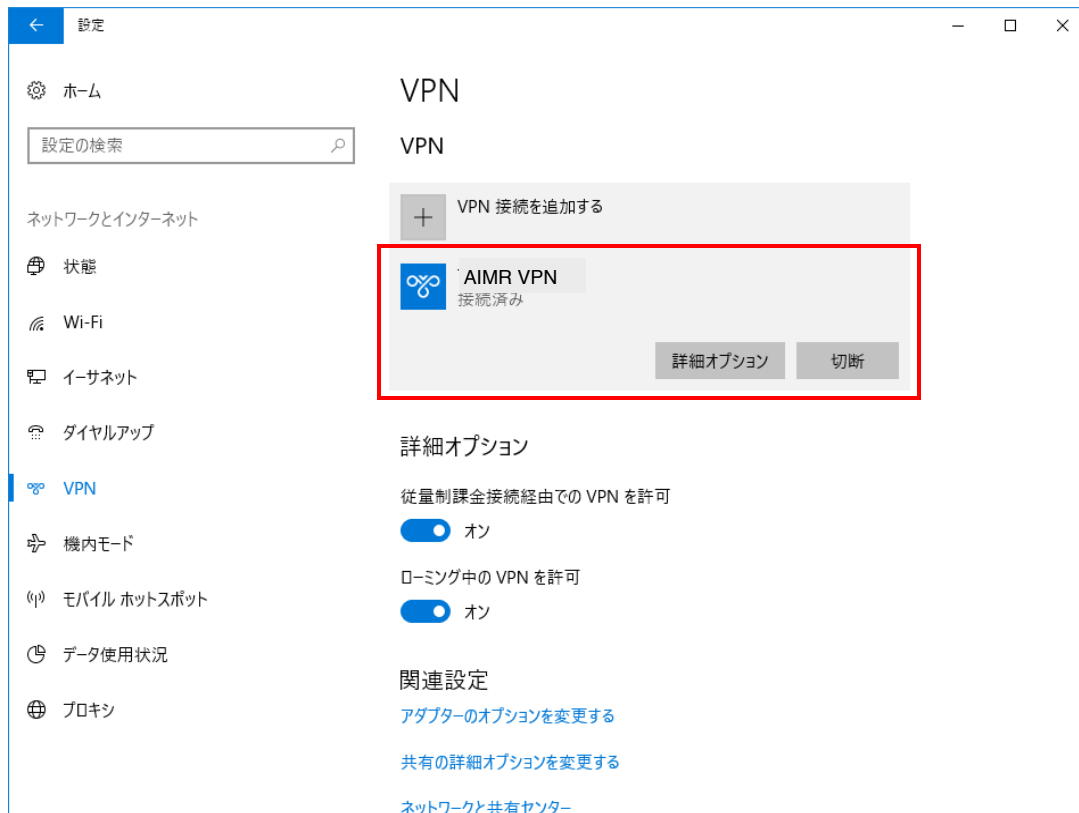 設定
ホーム
設定の検索
ネットワークとインターネット
状態
Wi-Fi
イーサネット
ダイヤルアップ
VPN
機内モード
モバイル ホットスポット
データ使用状況
プロキシ
VPN
VPN
VPN 接続を追加する
AIMR VPN
接続済み
詳細オプション 切断
詳細オプション
従量制課金接続経由での VPN を許可
オン
ローミング中の VPN を許可
オン
関連設定
アダプターのオプションを変更する
共有の詳細オプションを変更する
ネットワークと共有センター